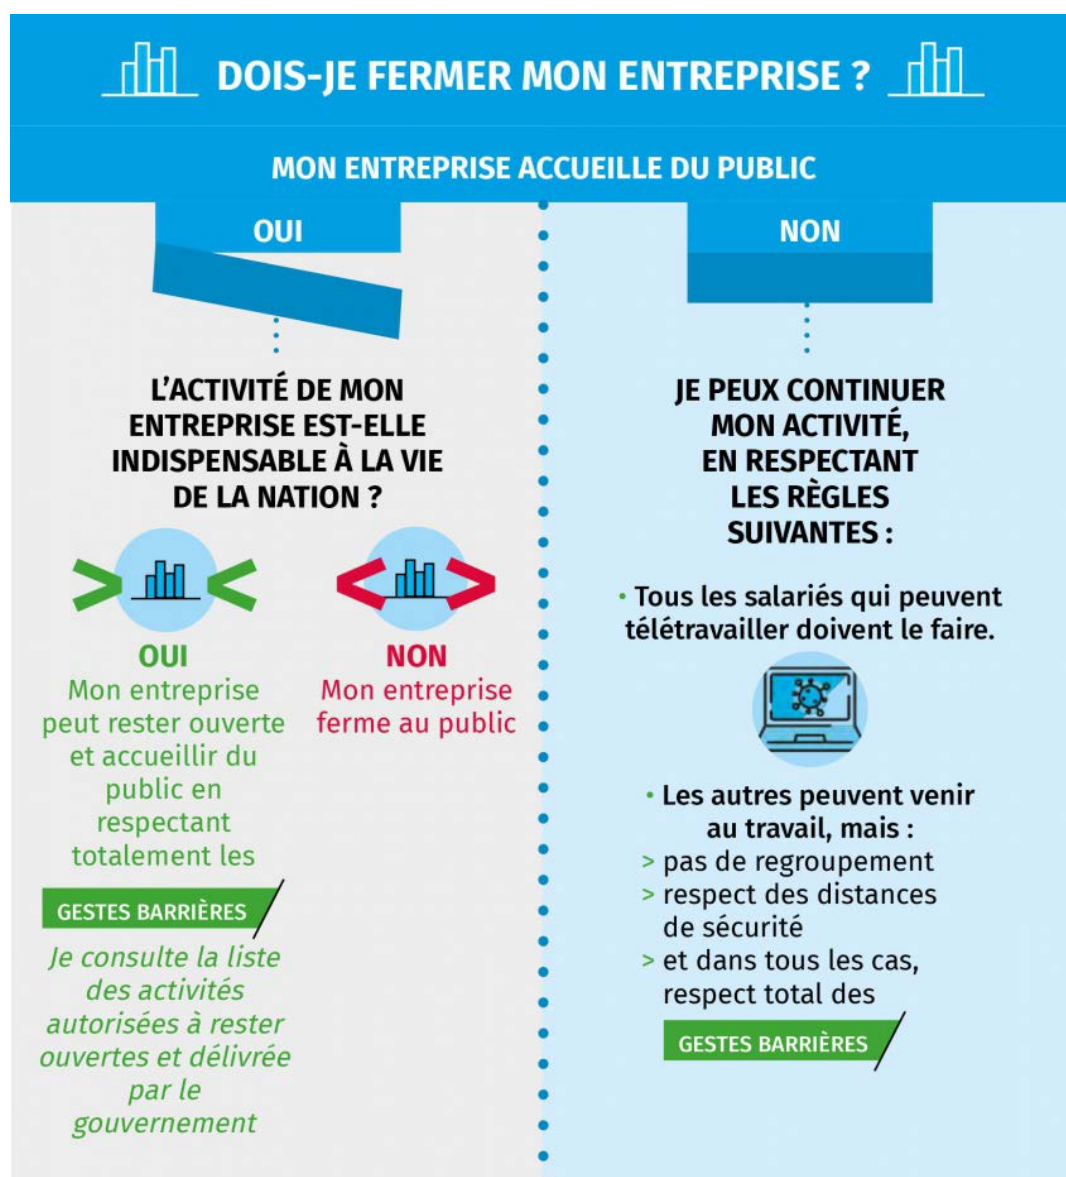 DOIS-JE FERMER MON ENTREPRISE ?
MON ENTREPRISE ACCUEILLE DU PUBLIC
OUI
L’ACTIVITÉ DE MON
ENTREPRISE EST-ELLE
INDISPENSABLE À LA VIE
DE LA NATION ?
OUI
Mon entreprise
peut rester ouverte
et accueillir du
public en
respectant
totalement les
GESTES BARRIÈRES
Je consulte la liste
des activités
autorisées à rester
ouvertes et délivrée
par le
gouvernement
NON
Mon entreprise
ferme au public
NON
JE PEUX CONTINUER
MON ACTIVITÉ,
EN RESPECTANT
LES RÈGLES
SUIVANTES :
• Tous les salariés qui peuvent
télétravailler doivent le faire.
• Les autres peuvent venir
au travail, mais :
> pas de regroupement
> respect des distances
de sécurité
> et dans tous les cas,
respect total des
GESTES BARRIÈRES